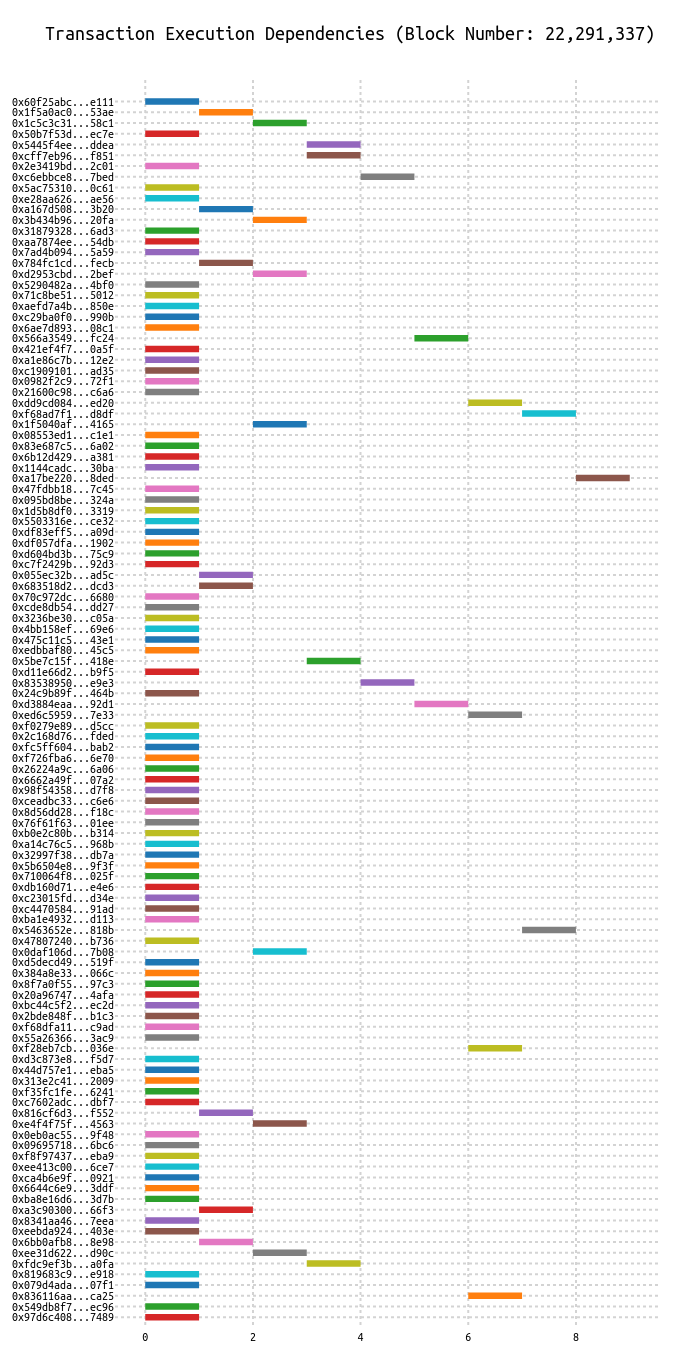 Transaction Execution Dependencies (Block Number: 22,291,337)
0x60f25abc...e111
0x1f5a0ac0...53ae
0x1c5c3c31...58c1
0x50b7f53d...ec7e
0x5445f4ee...ddea
0xcff7eb96...f851
0x2e3419bd...2c01
0xc6ebbce8...7bed
0x5ac75310...0c61
0xe28aa626...ae56
0xa167d508...3b20
0x3b434b96...20fa
0x31879328...6ad3
0xaa7874ee...54db
0x7ad4b094...5a59
0x784fc1cd...fecb
0xd2953cbd...2bef
0x5290482a...4bf0
0x71c8be51...5012
0xaefd7a4b...850e
0xc29ba0f0...990b
0x6ae7d893...08c1
0x566a3549...fc24
0x421ef4f7...0a5f
0xa1e86c7b...12e2
0xc1909101...ad35
0x0982f2c9...72f1
0x21600c98...c6a6
0xdd9cd084...ed20
0xf68ad7f1...d8df
0x1f5040af...4165
0x08553ed1...c1e1
0x83e687c5...6a02
0x6b12d429...a381
0x1144cadc...30ba
0xa17be220...8ded
0x47fdbb18...7c45
0x095bd8be...324a
0x1d5b8df0...3319
0x5503316e...ce32
0xdf83eff5...a09d
0xdf057dfa...1902
0xd604bd3b...75c9
0xc7f2429b...92d3
0x055ec32b...ad5c
0x683518d2...dcd3
0x70c972dc...6680
0xcde8db54...dd27
0x3236be30...c05a
0x4bb158ef...69e6
0x475c11c5...43e1
0xedbbaf80...45c5
0x5be7c15f...418e
0xd11e66d2...b9f5
0x83538950...e9e3
0x24c9b89f...464b
0xd3884eaa...92d1
0xed6c5959...7e33
0xf0279e89...d5cc
0x2c168d76...fded
0xfc5ff604...bab2
0xf726fba6...6e70
0x26224a9c...6a06
0x6662a49f...07a2
0x98f54358...d7f8
0xceadbc33...c6e6
0x8d56dd28...f18c
0x76f61f63...01ee
0xb0e2c80b...b314
0xa14c76c5...968b
0x32997f38...db7a
0x5b6504e8...9f3f
0x710064f8...025f
0xdb160d71...e4e6
0xc23015fd...d34e
0xc4470584...91ad
0xba1e4932...d113
0x5463652e...818b
0x47807240...b736
0x0daf106d...7b08
0xd5decd49...519f
0x384a8e33...066c
0x8f7a0f55...97c3
0x20a96747...4afa
0xbc44c5f2...ec2d
0x2bde848f...b1c3
0xf68dfa11...c9ad
0x55a26366...3ac9
0xf28eb7cb...036e
0xd3c873e8...f5d7
0x44d757e1...eba5
0x313e2c41...2009
0xf35fc1fe...6241
0xc7602adc...dbf7
0x816cf6d3...f552
0xe4f4f75f...4563
0x0eb0ac55...9f48
0x09695718...6bc6
0xf8f97437...eba9
0xee413c00...6ce7
0xca4b6e9f...0921
0x6644c6e9...3ddf
0xba8e16d6...3d7b
0xa3c90300...66f3
0x8341aa46...7eea
0xeebda924...403e
0x6bb0afb8...8e98
0xee31d622...d90c
0xfdc9ef3b...a0fa
0x819683c9...e918
0x079d4ada...07f1
0x836116aa...ca25
0x549db8f7...ec96
0x97d6c408...7489
0 2 4 6 8